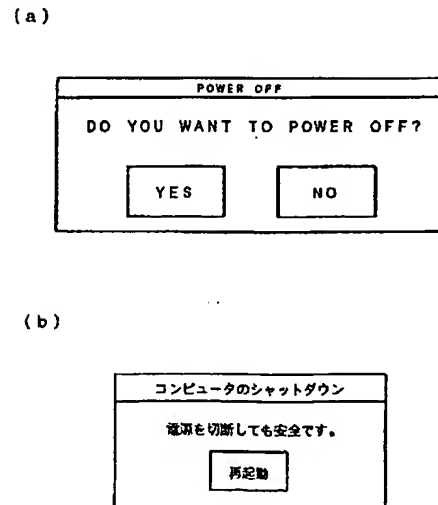 (a)
POWER OFF
DO YOU WANT TO POWER OFF?
YES
NO
(b)
コンピュータのシャットダウン
電源を切断しても安全です。
再起動